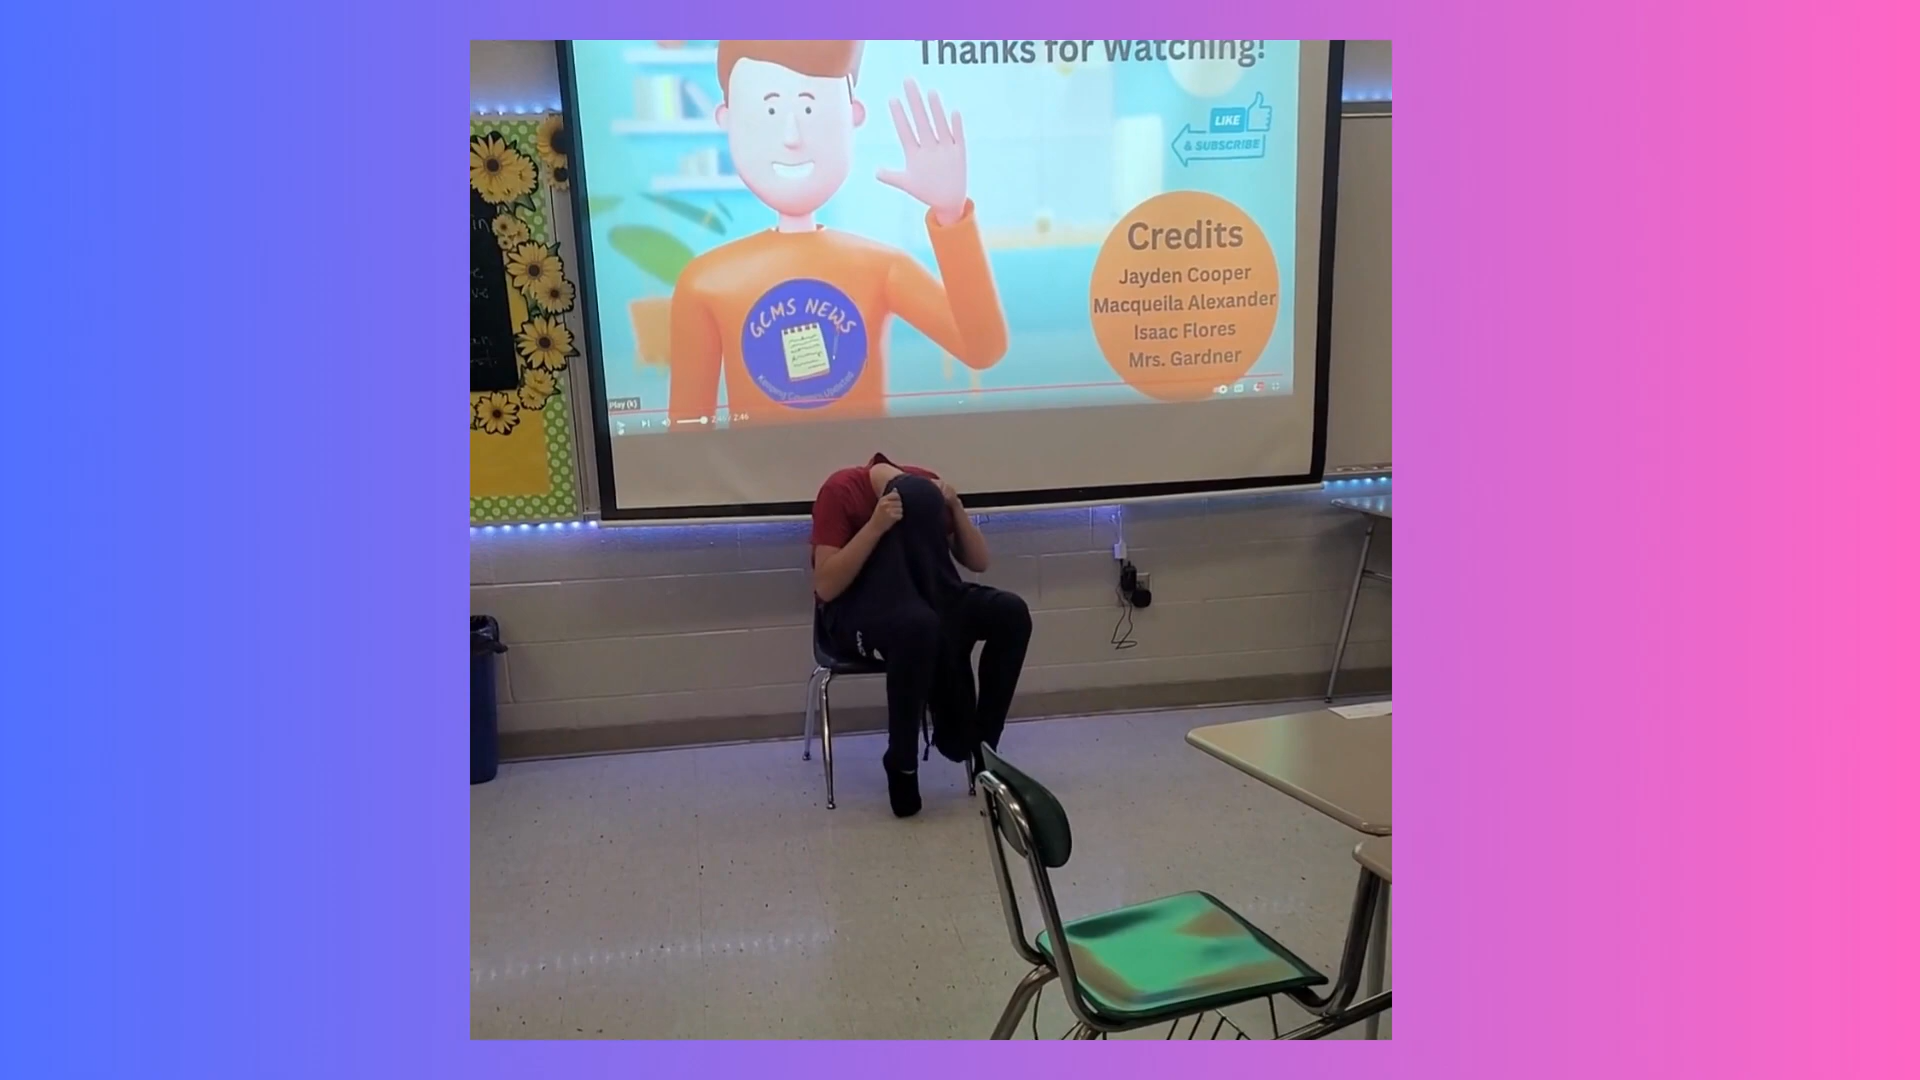 Thanks for Watching!
LIKE
& SUBSCRIBE
Credits
Jayden Cooper
Macqueila Alexander
Isaac Flores
Mrs. Gardner
GCMS NEWS
Play (k)